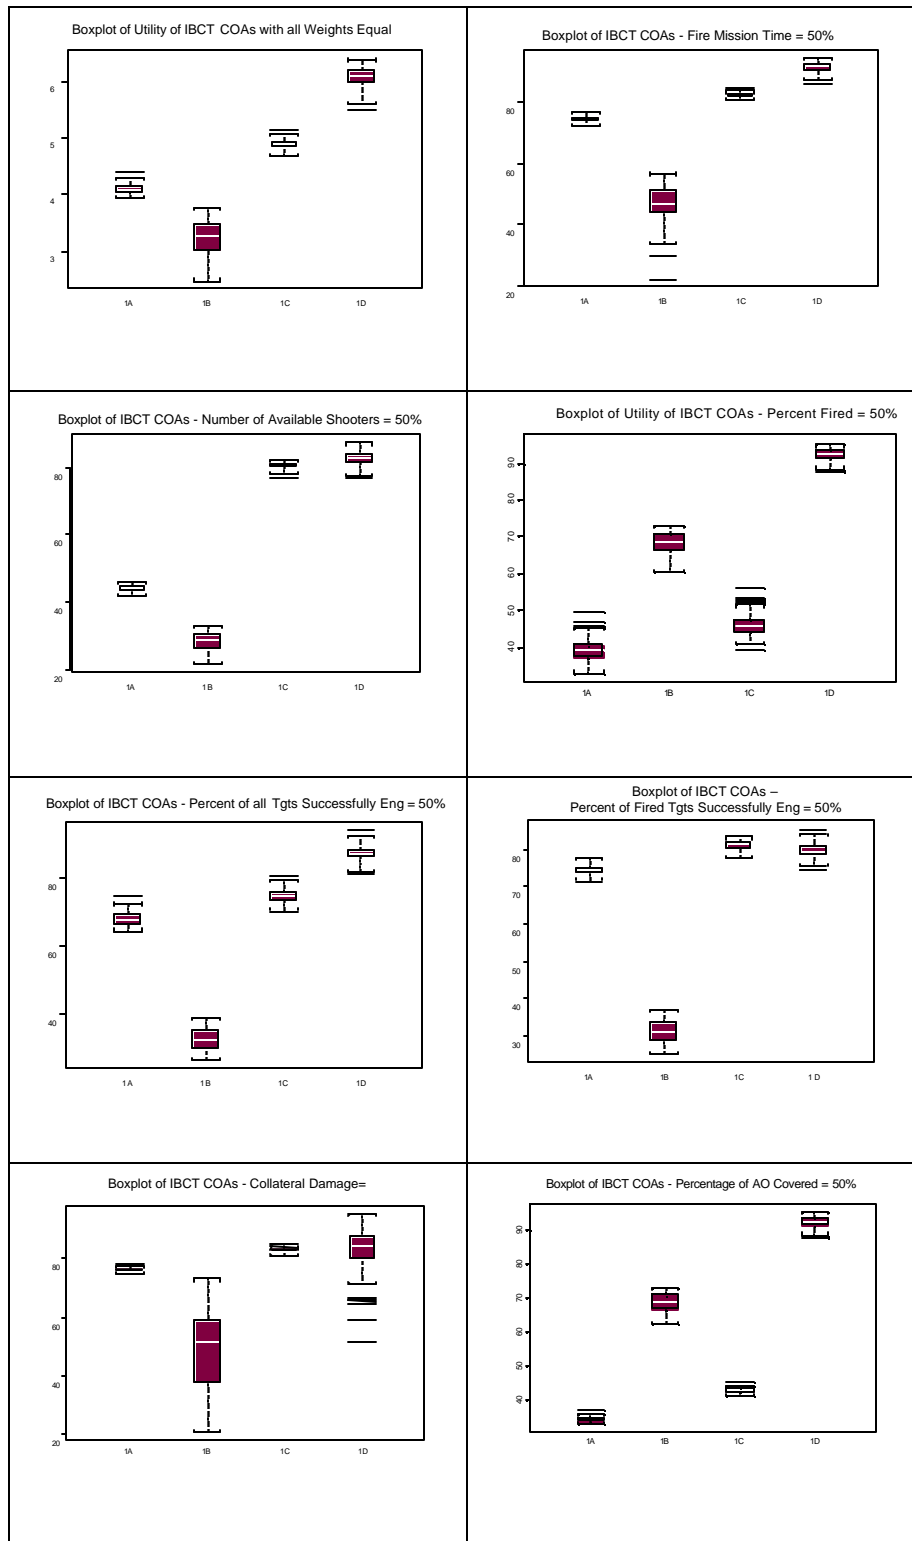 Boxplot of Utility of IBCT COAs with all Weights Equal
6
5
4
3
1A 1B 1C 1D
Boxplot of IBCT COAs - Fire Mission Time = 50%
80
60
40
20
1A 1B 1C 1D
Boxplot of IBCT COAs - Number of Available Shooters = 50%
80
60
40
20
1A 1B 1C 1D
Boxplot of Utility of IBCT COAs - Percent Fired = 50%
90
80
70
60
50
40
1A 1B 1C 1D
Boxplot of IBCT COAs - Percent of all Tgts Successfully Eng = 50%
80
60
40
1A 1B 1C 1D
Boxplot of IBCT COAs –
Percent of Fired Tgts Successfully Eng = 50%
80
70
60
50
40
30
1A 1B 1C 1D
Boxplot of IBCT COAs - Collateral Damage=
80
60
40
20
1A 1B 1C 1D
Boxplot of IBCT COAs - Percentage of AO Covered = 50%
90
80
70
60
50
40
1A 1B 1C 1D